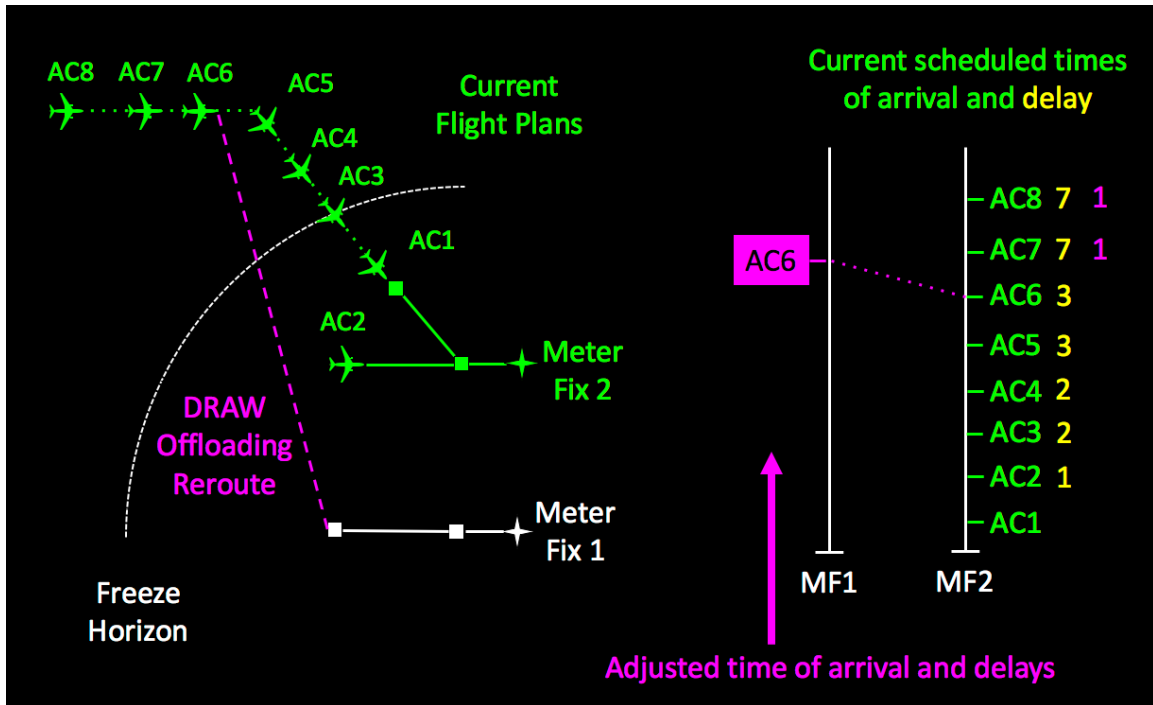 AC8
AC7
AC6
AC5
AC4
AC3
AC1
AC2
Current
Flight Plans
Meter
Fix 2
DRAW
Offloading
Reroute
Meter
Fix 1
Freeze
Horizon
Current scheduled times
of arrival and delay
AC8 7 1
AC7 7 1
AC6
AC6 3
AC5 3
AC4 2
AC3 2
AC2 1
AC1
MF1
MF2
Adjusted time of arrival and delays